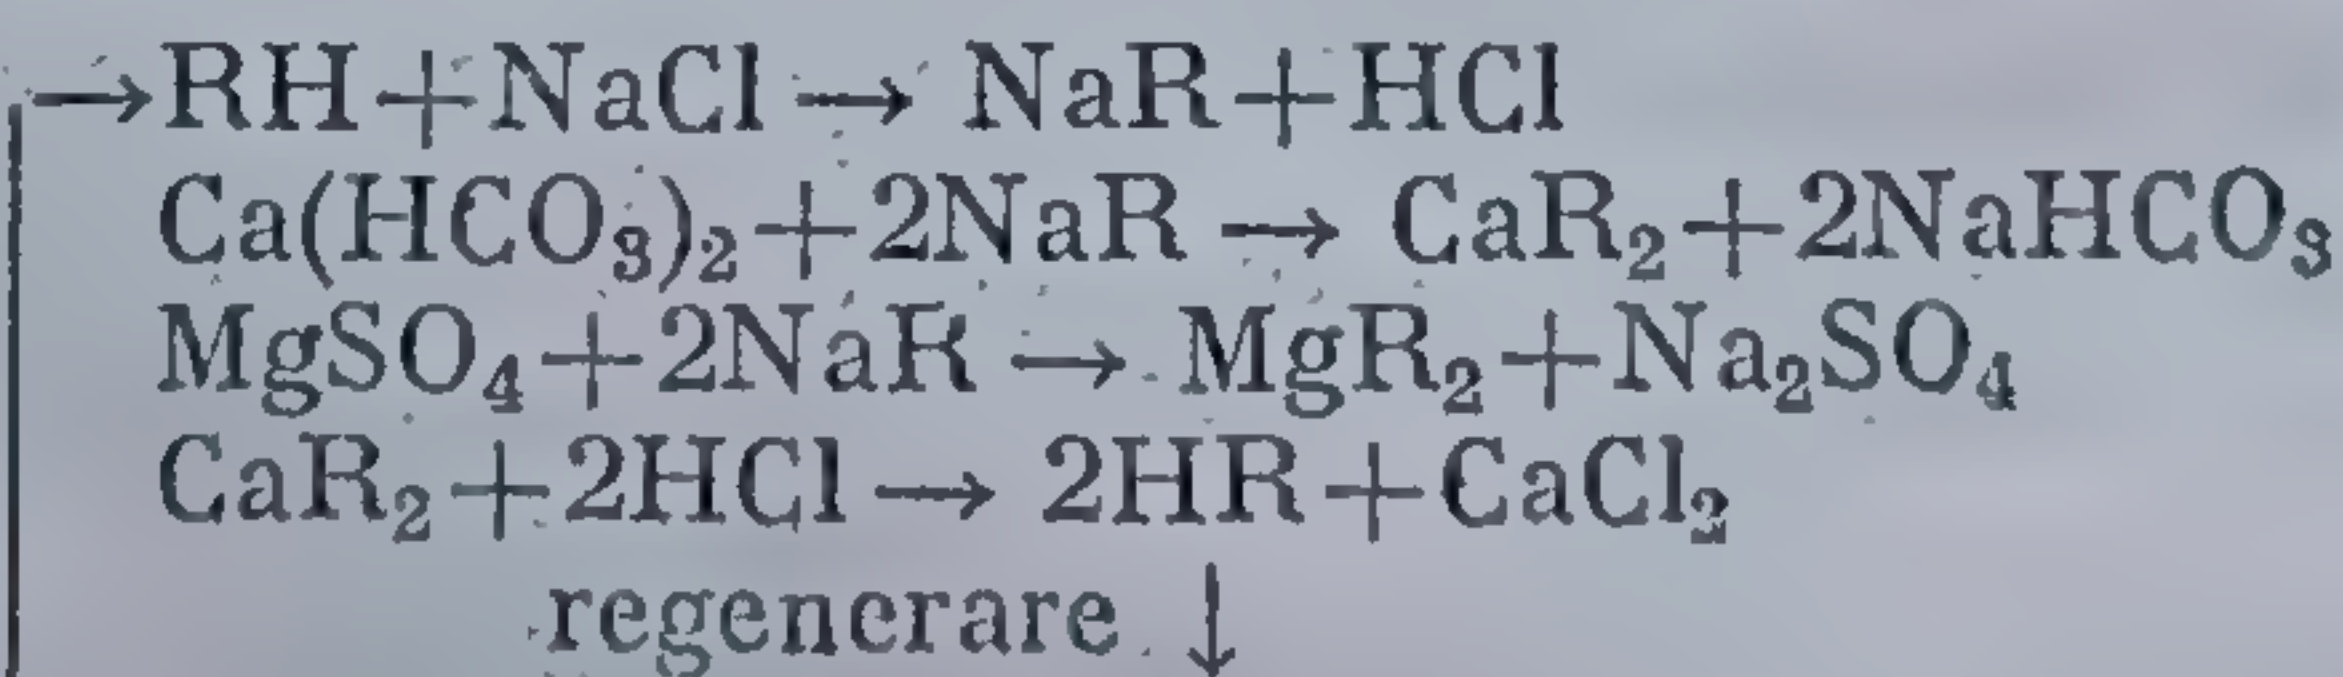 →RH+NaCl → NaR+HCl
Ca(HCO₃)₂+2NaR → CaR₂+2NaHCO₃
MgSO₄+2NaR → MgR₂+Na₂SO₄
CaR₂+2HCl → 2HR+CaCl₂
regenerare ↓